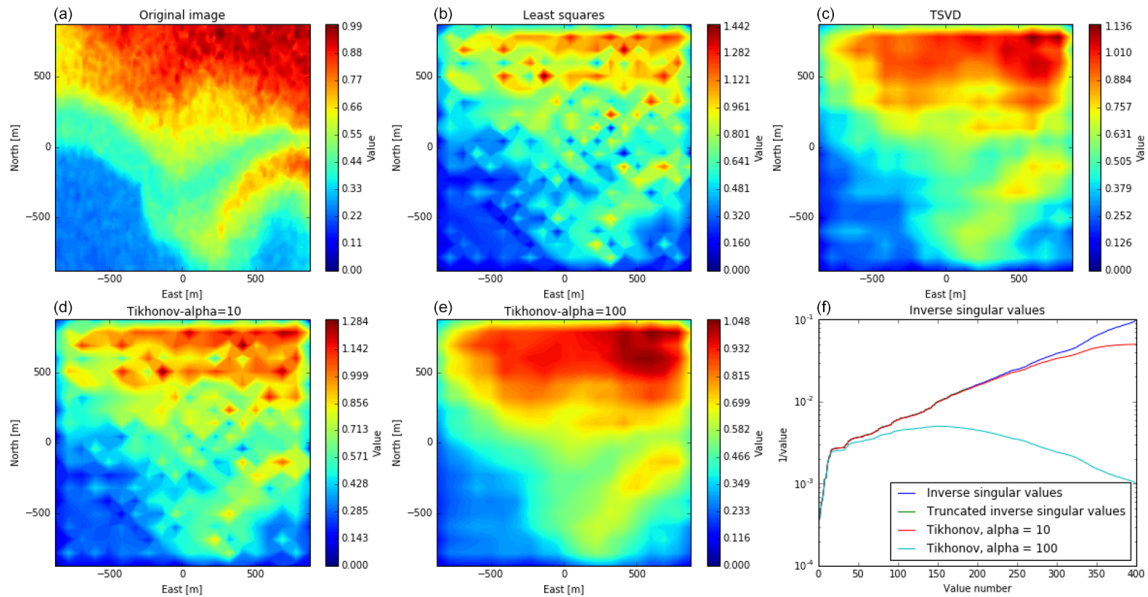 (a) Original image
0.99
0.88
0.77
0.66
0.55
0.44
0.33
0.22
0.11
0.00
Value
500
0
−500
North [m]
−500 0 500
East [m]
(b) Least squares
1.442
1.282
1.121
0.961
0.801
0.641
0.481
0.320
0.160
0.000
Value
500
0
−500
North [m]
−500 0 500
East [m]
(c) TSVD
1.136
1.010
0.884
0.757
0.631
0.505
0.379
0.252
0.126
0.000
Value
500
0
−500
North [m]
−500 0 500
East [m]
(d) Tikhonov-alpha=10
1.284
1.142
0.999
0.856
0.713
0.571
0.428
0.285
0.143
0.000
Value
500
0
−500
North [m]
−500 0 500
East [m]
(e) Tikhonov-alpha=100
1.048
0.932
0.815
0.699
0.582
0.466
0.349
0.233
0.116
0.000
Value
500
0
−500
North [m]
−500 0 500
East [m]
(f) Inverse singular values
10^-1
10^-2
10^-3
10^-4
1/value
Inverse singular values
Truncated inverse singular values
Tikhonov, alpha = 10
Tikhonov, alpha = 100
0 50 100 150 200 250 300 350 400
Value number